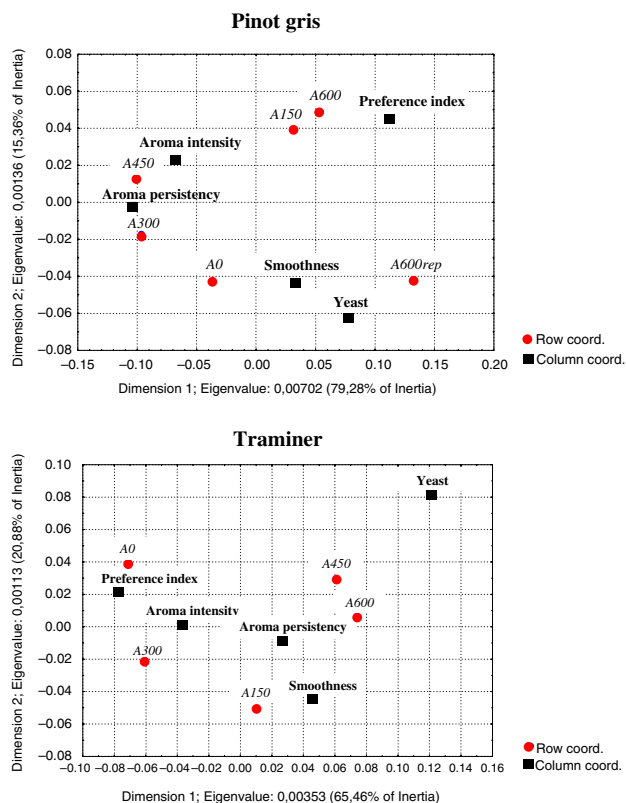 Pinot gris
Dimension 2; Eigenvalue: 0,00136 (15,36% of Inertia)
0.08
0.06
0.04
0.02
0.00
−0.02
−0.04
−0.06
−0.08
A600
A150
Preference index
Aroma intensity
A450
Aroma persistency
A300
A0
Smoothness
A600rep
Yeast
−0.15
−0.10
−0.05
0.00
0.05
0.10
0.15
0.20
Dimension 1; Eigenvalue: 0,00702 (79,28% of Inertia)
Row coord.
Column coord.
Traminer
Dimension 2; Eigenvalue: 0,00113 (20,88% of Inertia)
0.10
0.08
0.06
0.04
0.02
0.00
−0.02
−0.04
−0.06
−0.08
Yeast
A0
A450
Preference index
A600
Aroma intensity
Aroma persistency
A300
A150
Smoothness
−0.10
−0.08
−0.06
−0.04
−0.02
0.00
0.02
0.04
0.06
0.08
0.10
0.12
0.14
0.16
Dimension 1; Eigenvalue: 0,00353 (65,46% of Inertia)
Row coord.
Column coord.